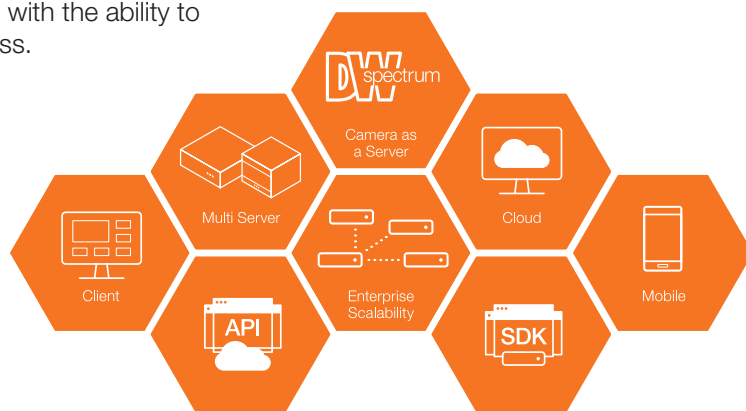 with the ability to
ss.
DW spectrum
Camera as
a Server
Multi Server
Cloud
Client
Enterprise
Scalability
Mobile
API
SDK